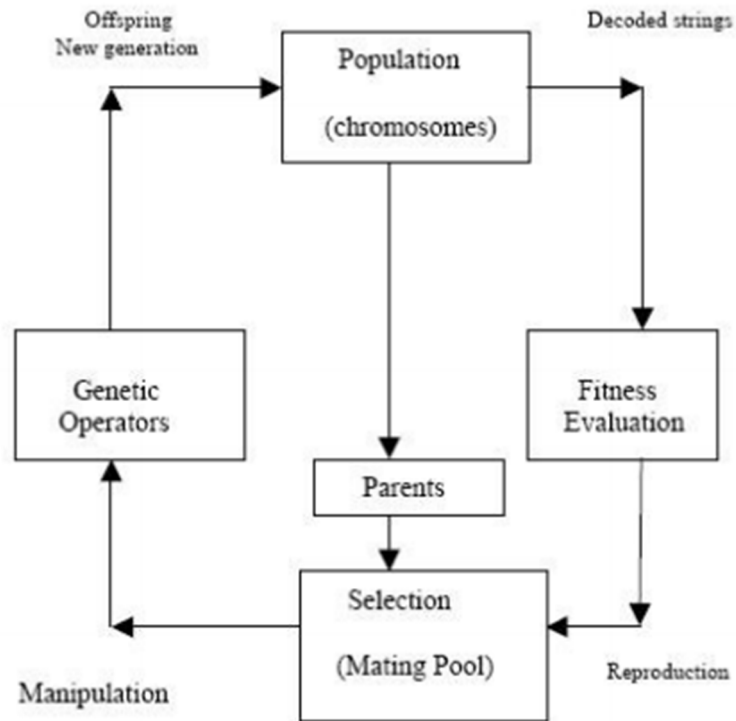 Offspring
New generation
Decoded strings
Population
(chromosomes)
Genetic
Operators
Fitness
Evaluation
Parents
Selection
(Mating Pool)
Manipulation
Reproduction